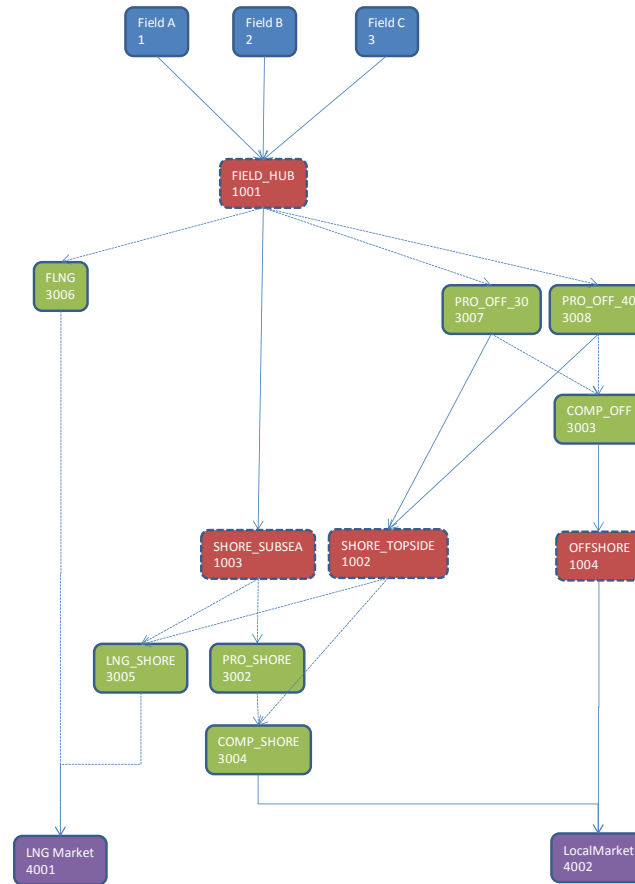 Field A
1
Field B
2
Field C
3
FIELD_HUB
1001
FLNG
3006
PRO_OFF_30
3007
PRO_OFF_40
3008
COMP_OFF
3003
SHORE_SUBSEA
1003
SHORE_TOPSIDE
1002
OFFSHORE
1004
LNG_SHORE
3005
PRO_SHORE
3002
COMP_SHORE
3004
LNG Market
4001
LocalMarket
4002